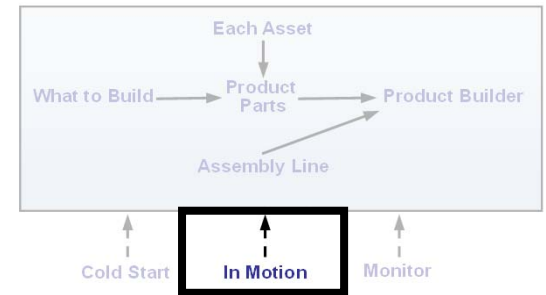 Each Asset
What to Build
Product
Parts
Product Builder
Assembly Line
Cold Start
In Motion
Monitor